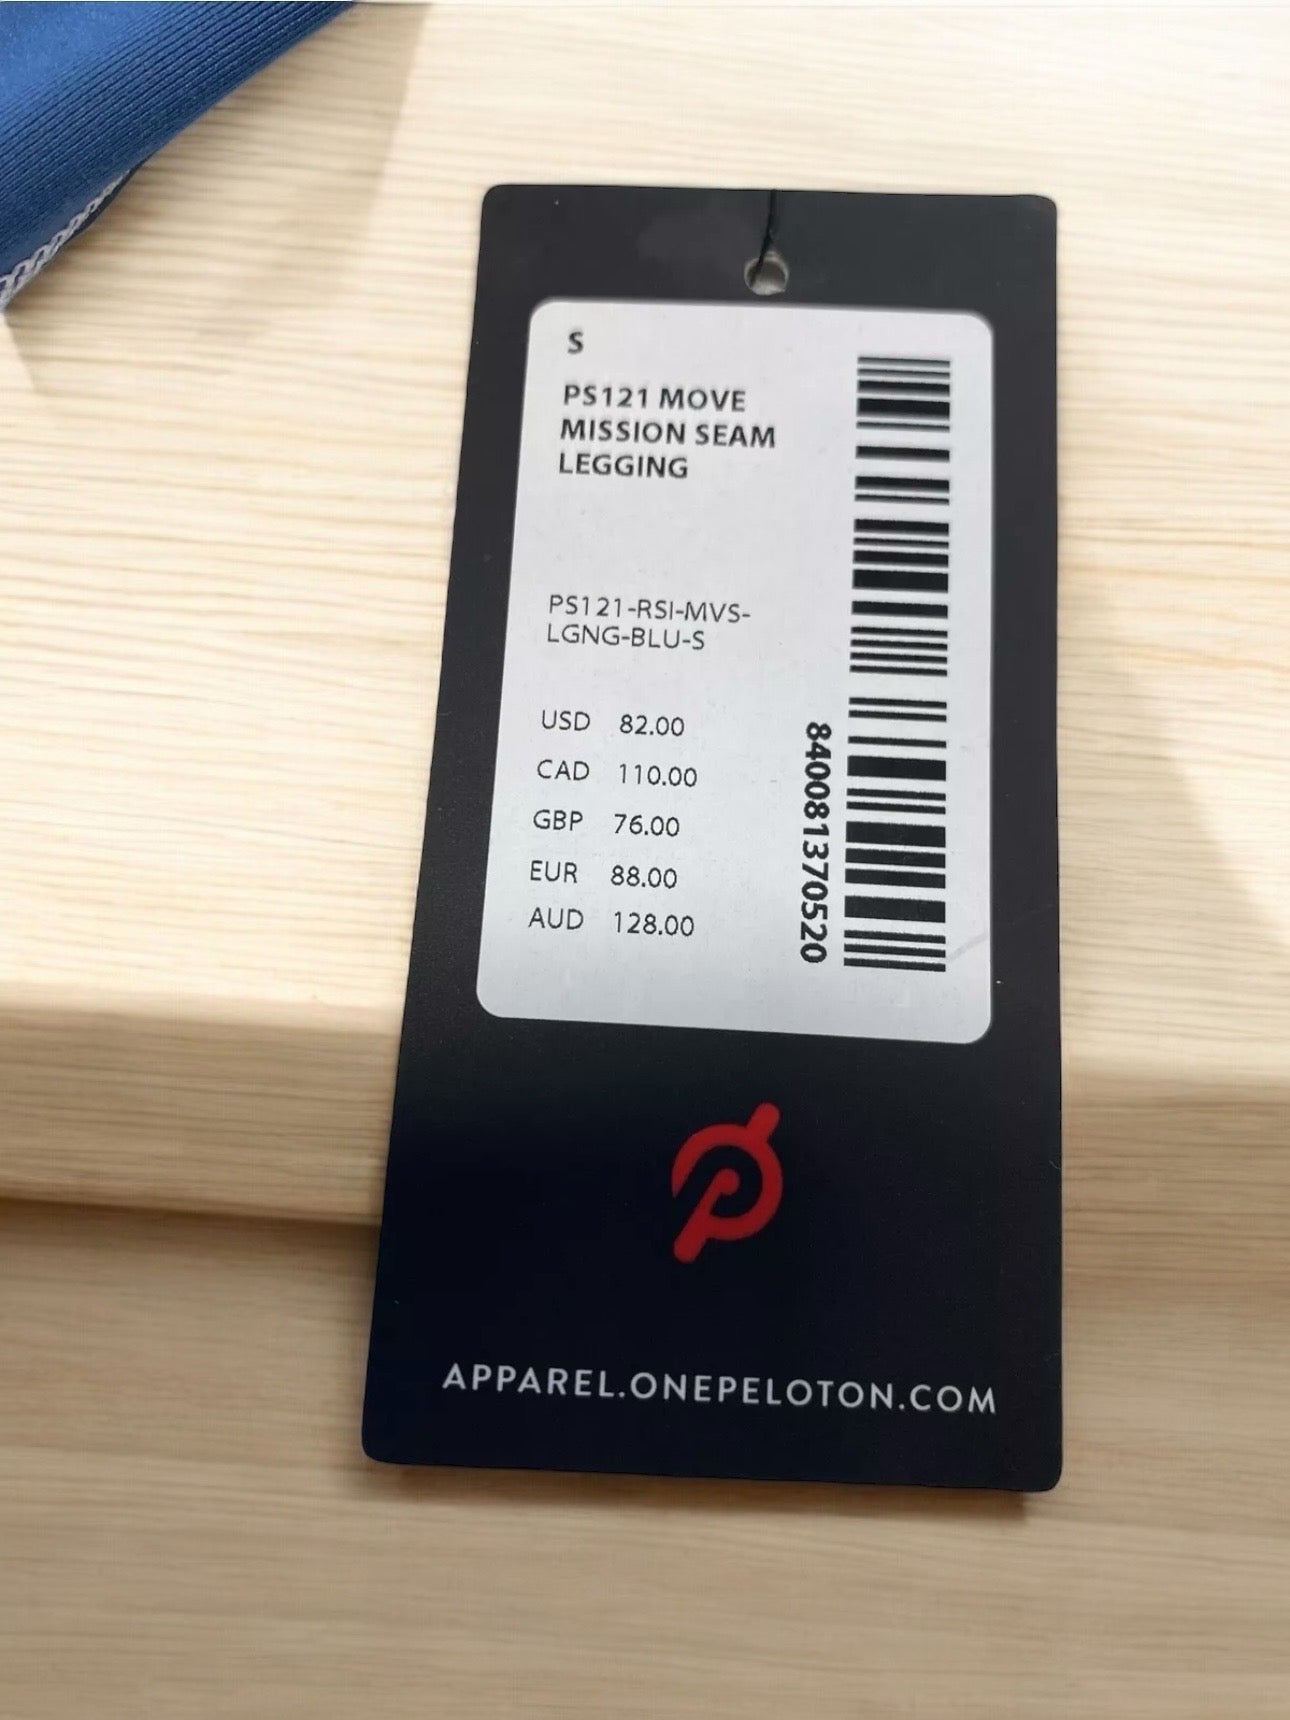 S
PS121 MOVE
MISSION SEAM
LEGGING
PS121-RSI-MVS-
LGNG-BLU-S
USD 82.00
CAD 110.00
GBP 76.00
EUR 88.00
AUD 128.00
840081370520
APPAREL.ONEPELOTON.COM